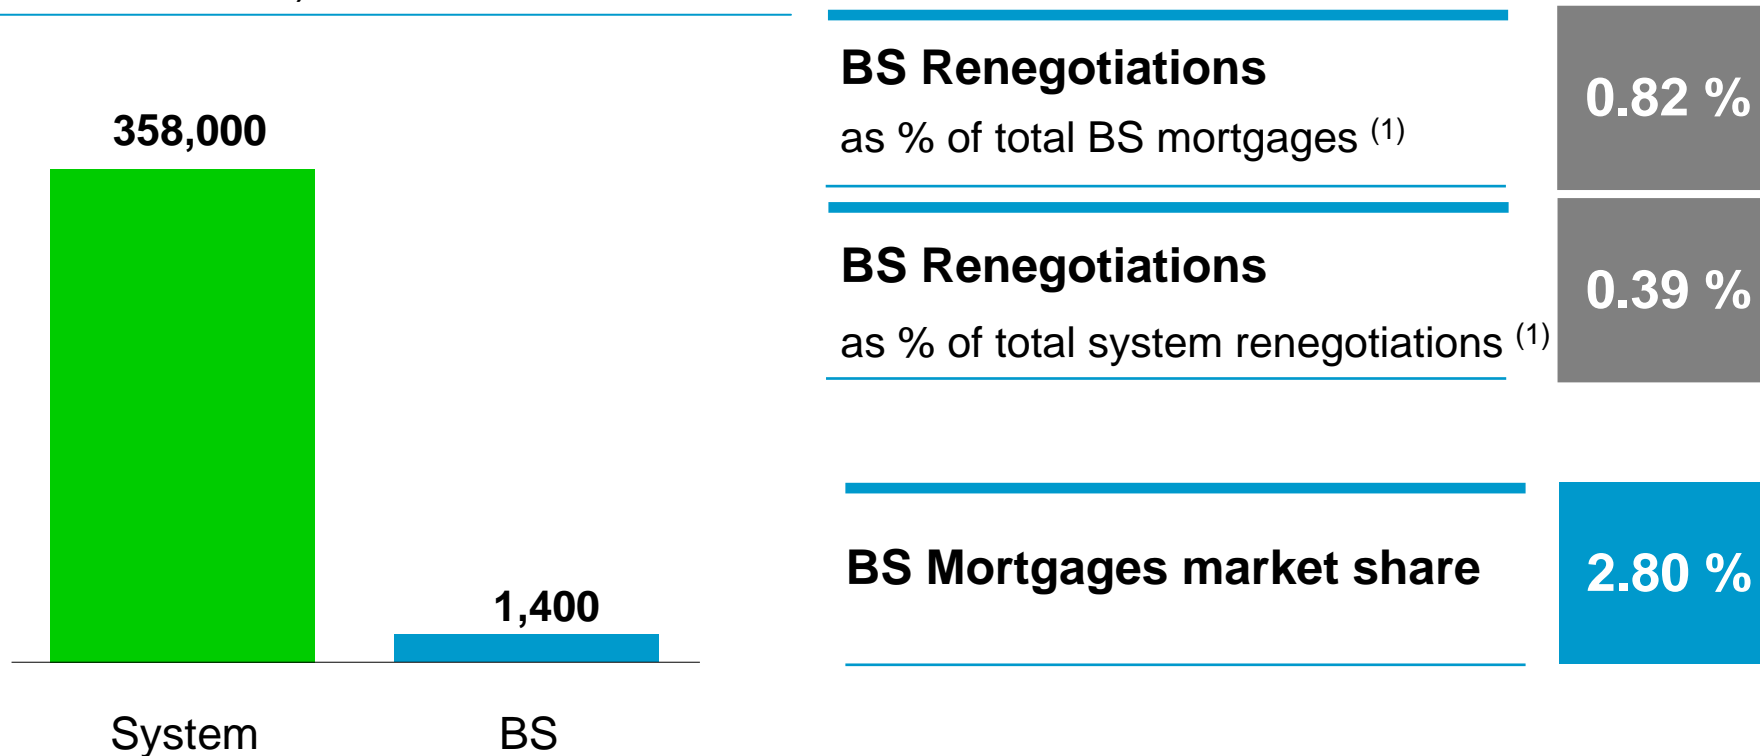 358,000
1,400
System BS
BS Renegotiations
as % of total BS mortgages (1)
0.82 %
BS Renegotiations
as % of total system renegotiations (1)
0.39 %
BS Mortgages market share
2.80 %